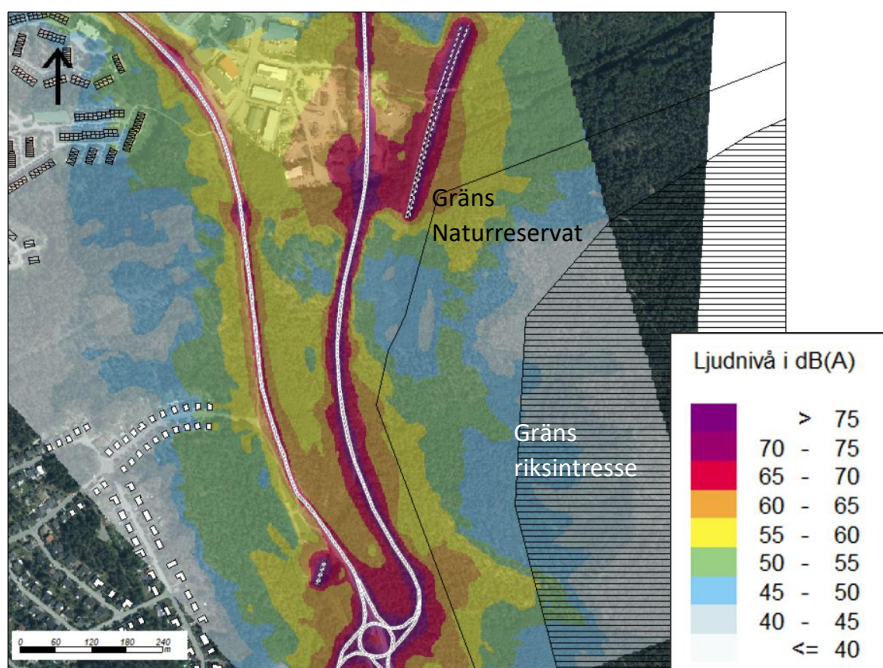 Gräns
Naturreservat
Gräns
riksintresse
Ljudnivå i dB(A)
> 75
70 - 75
65 - 70
60 - 65
55 - 60
50 - 55
45 - 50
40 - 45
<= 40
0 60 120 180 240
m